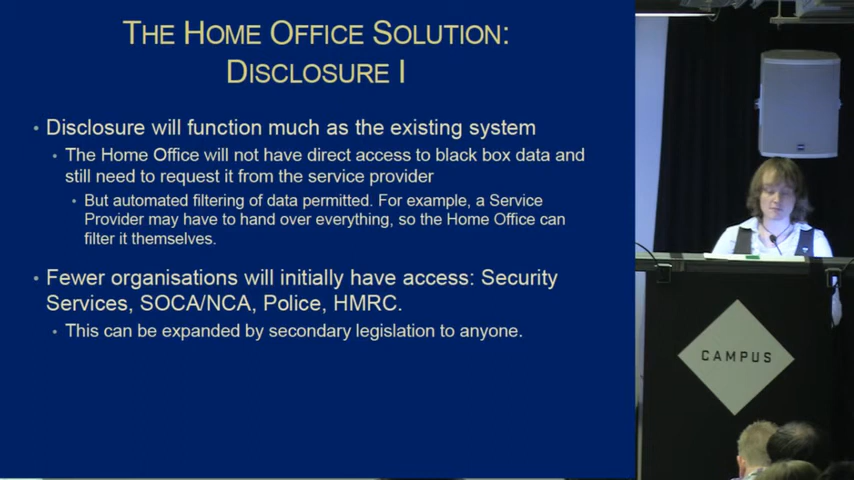 THE HOME OFFICE SOLUTION:
DISCLOSURE I
• Disclosure will function much as the existing system
• The Home Office will not have direct access to black box data and
still need to request it from the service provider
• But automated filtering of data permitted. For example, a Service
Provider may have to hand over everything, so the Home Office can
filter it themselves.
• Fewer organisations will initially have access: Security
Services, SOCA/NCA, Police, HMRC.
• This can be expanded by secondary legislation to anyone.
CAMPUS